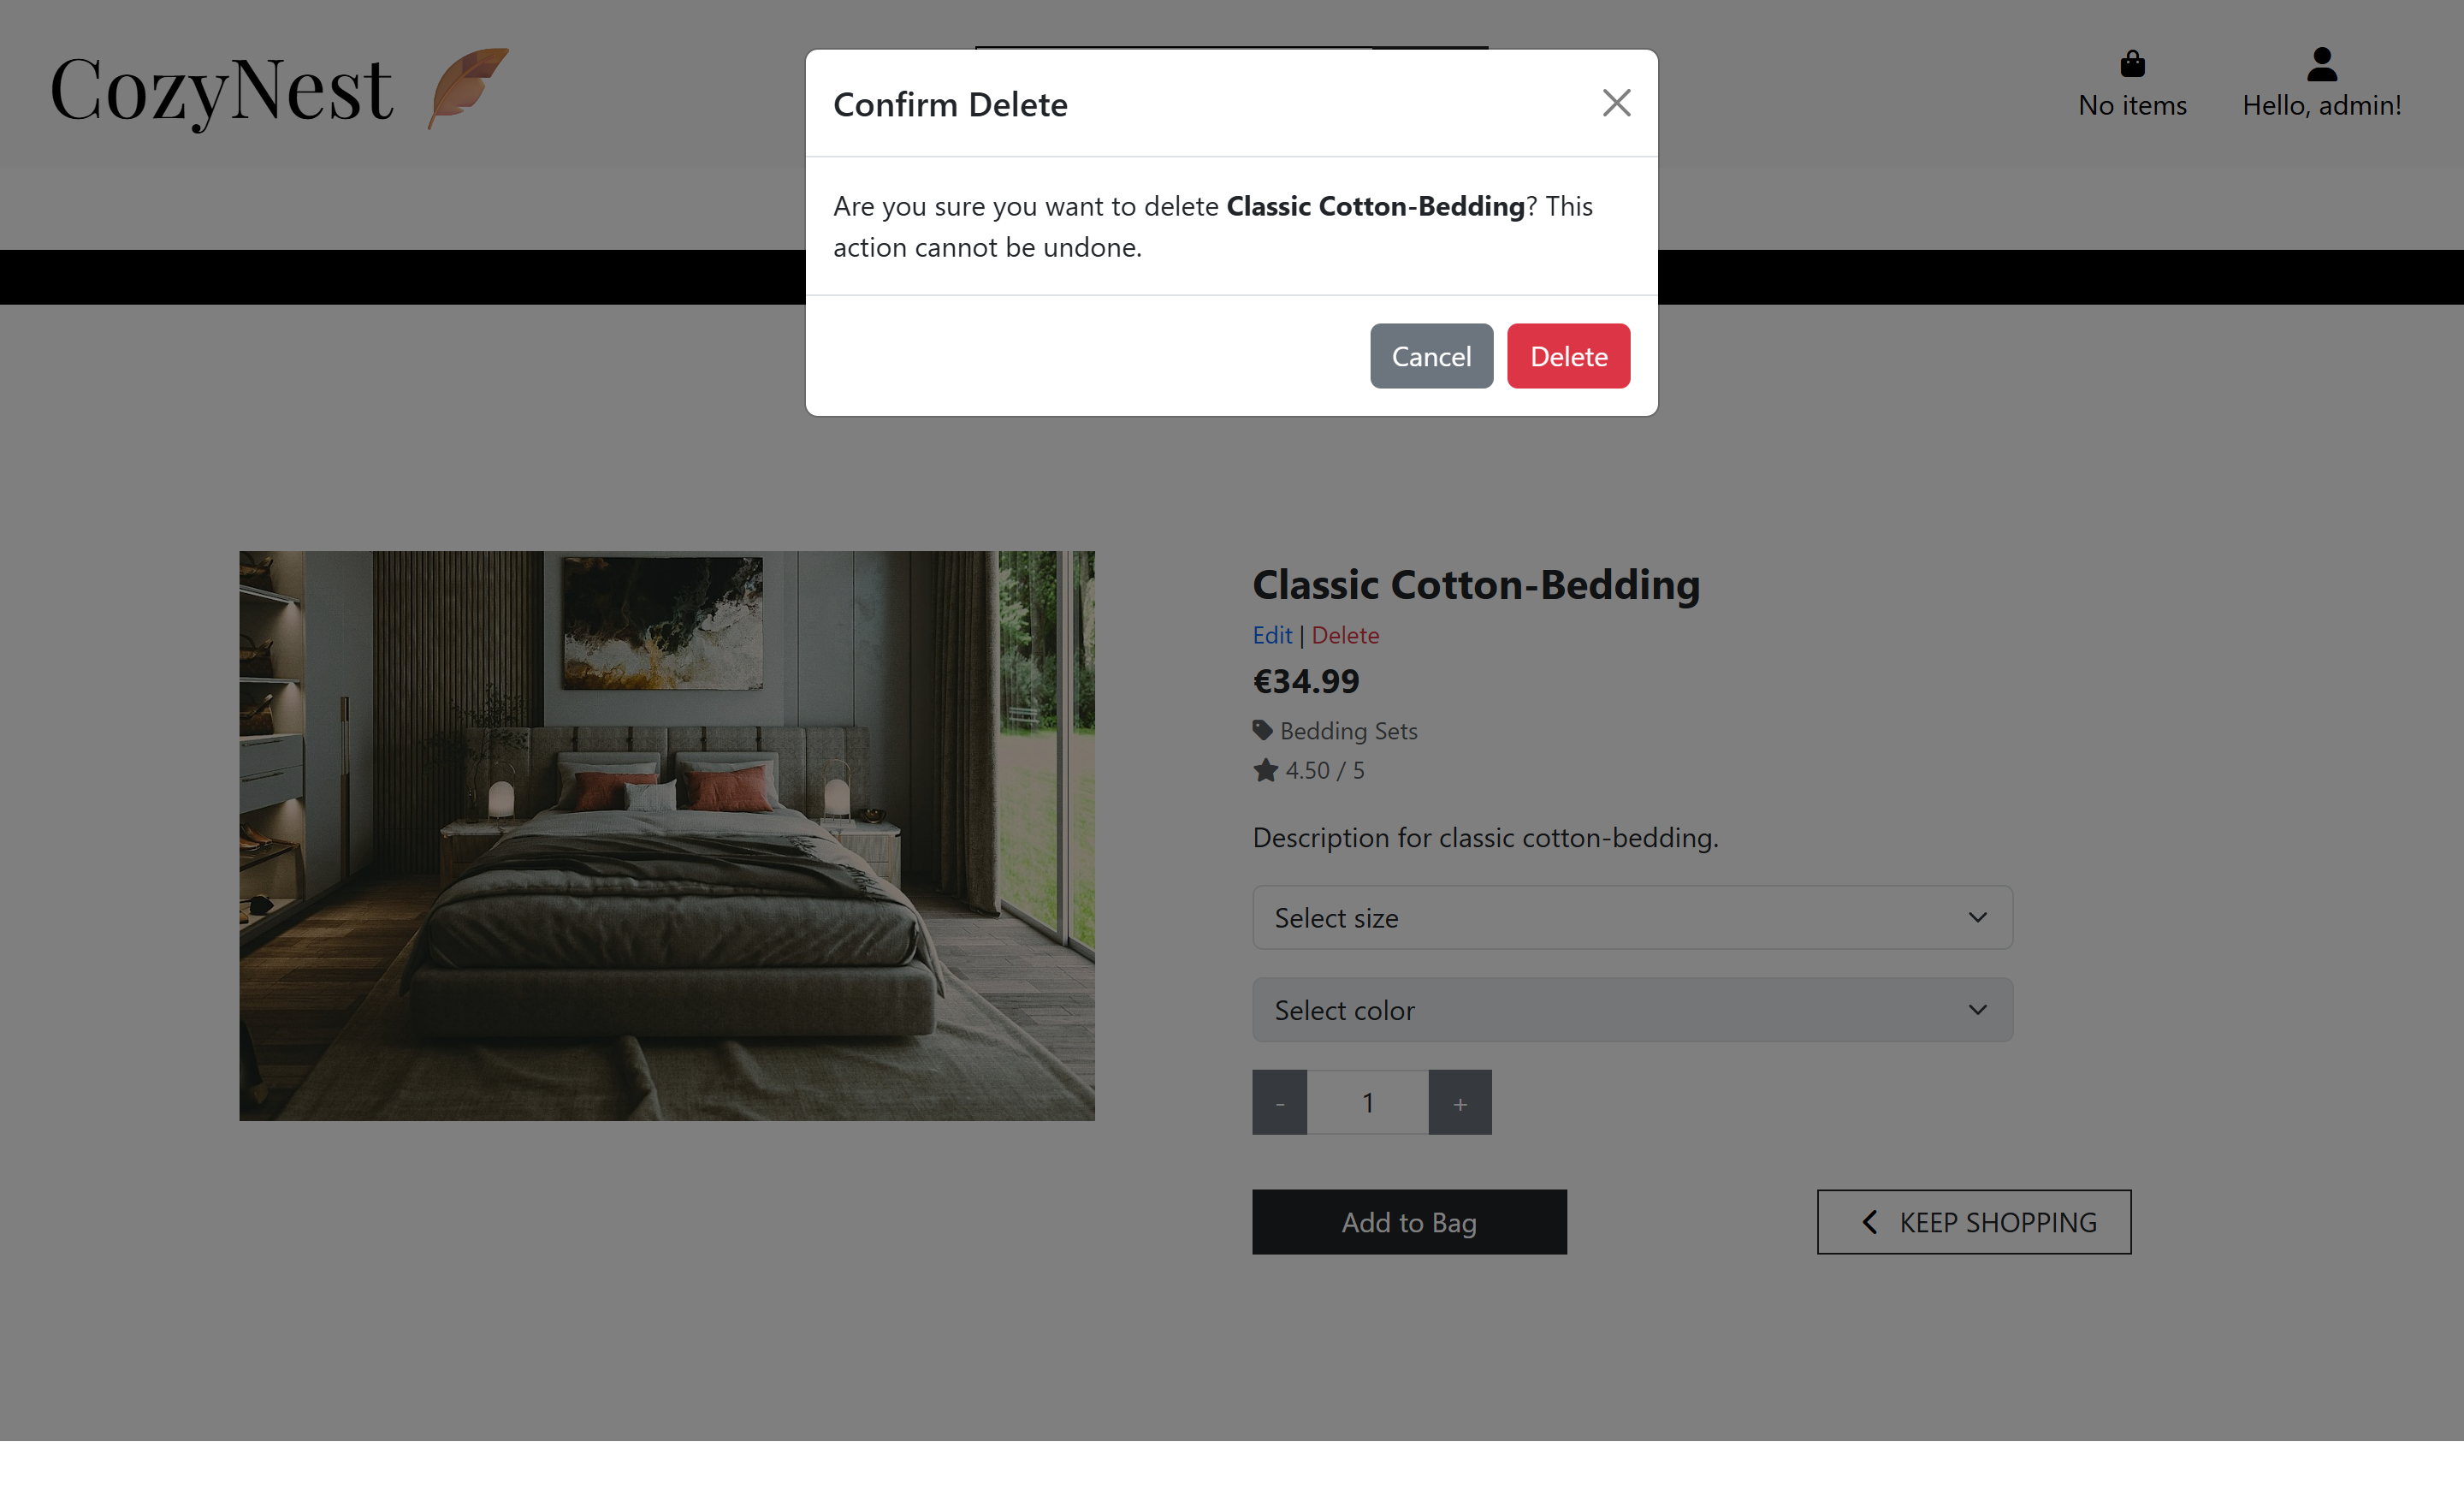 CozyNest
No items
Hello, admin!
Confirm Delete
Are you sure you want to delete Classic Cotton-Bedding? This
action cannot be undone.
Cancel
Delete
Classic Cotton-Bedding
Edit | Delete
€34.99
Bedding Sets
4.50 / 5
Description for classic cotton-bedding.
Select size
Select color
- 1 +
Add to Bag
KEEP SHOPPING